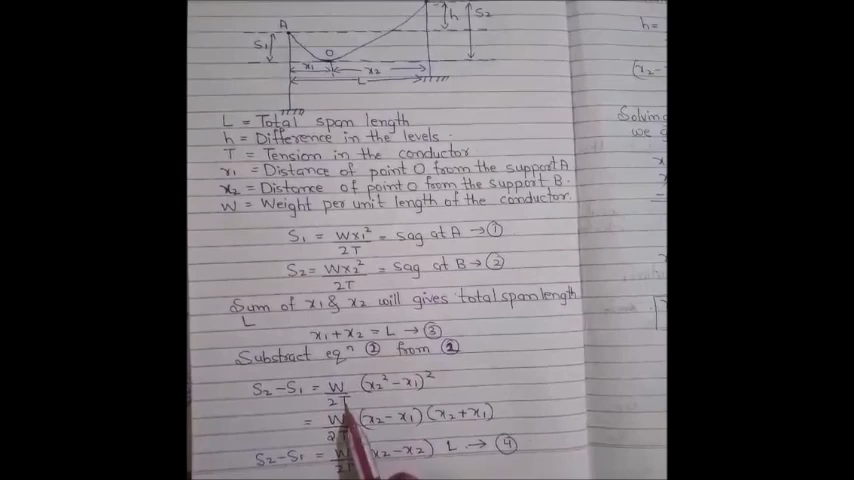 h S2
h=
A
S1
O
x1 x2
L
(x2-
L = Total span length
h = Difference in the levels.
T = Tension in the conductor
x1 = Distance of point O from the support A
x2 = Distance of point O from the support B.
W = Weight per unit length of the conductor.
Solving
we g
S1 = Wx1²/2T = sag at A → ①
S2 = Wx2²/2T = sag at B → ②
Sum of x1 & x2 will gives total span length
L
x1 + x2 = L → ③
Substract eqⁿ ② from ②
S2 - S1 = W/2T (x2² - x1)²
= W/2T (x2 - x1) (x2 + x1)
S2 - S1 = W/2T (x2 - x2) L → ④